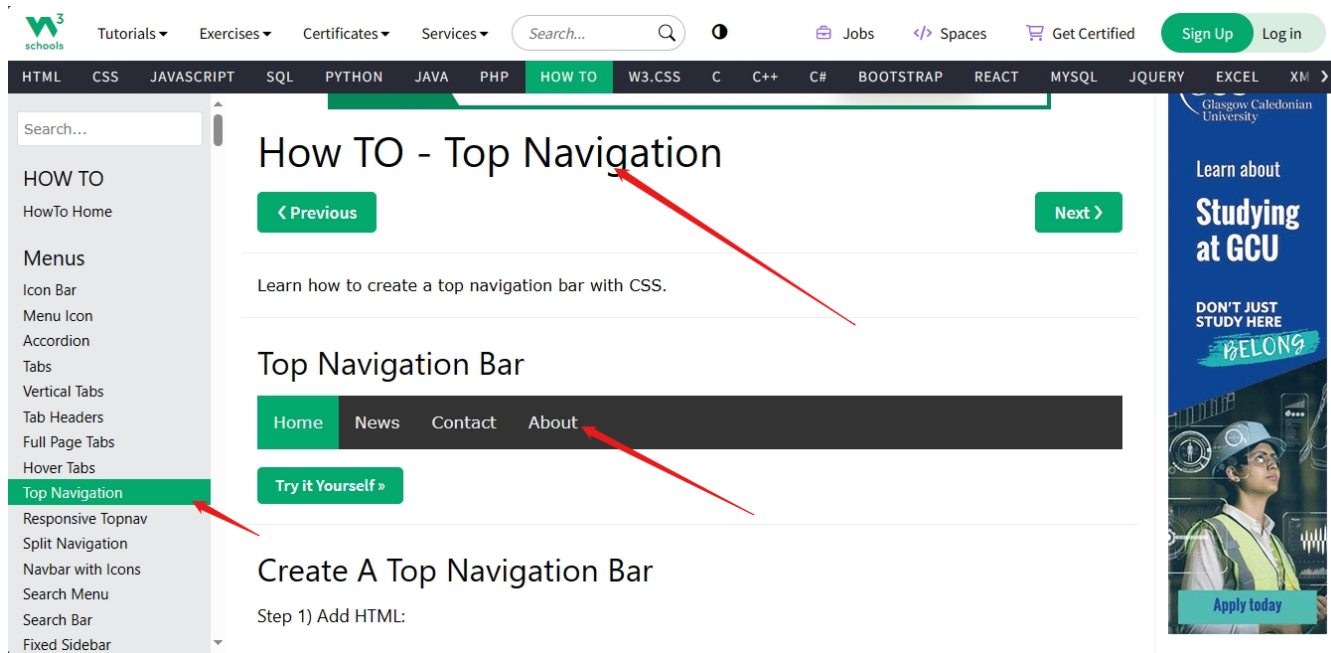 W3
schools
Tutorials Exercises Certificates Services Search... Jobs </> Spaces Get Certified Sign Up Log in
HTML CSS JAVASCRIPT SQL PYTHON JAVA PHP HOW TO W3.CSS C C++ C# BOOTSTRAP REACT MYSQL JQUERY EXCEL XM ❯
Search...
HOW TO
HowTo Home
Menus
Icon Bar
Menu Icon
Accordion
Tabs
Vertical Tabs
Tab Headers
Full Page Tabs
Hover Tabs
Top Navigation
Responsive Topnav
Split Navigation
Navbar with Icons
Search Menu
Search Bar
Fixed Sidebar
How TO - Top Navigation
❮ Previous Next ❯
Learn how to create a top navigation bar with CSS.
Top Navigation Bar
Home News Contact About
Try it Yourself »
Create A Top Navigation Bar
Step 1) Add HTML:
Glasgow Caledonian
University
Learn about
Studying
at GCU
DON'T JUST
STUDY HERE
BELONG
Apply today